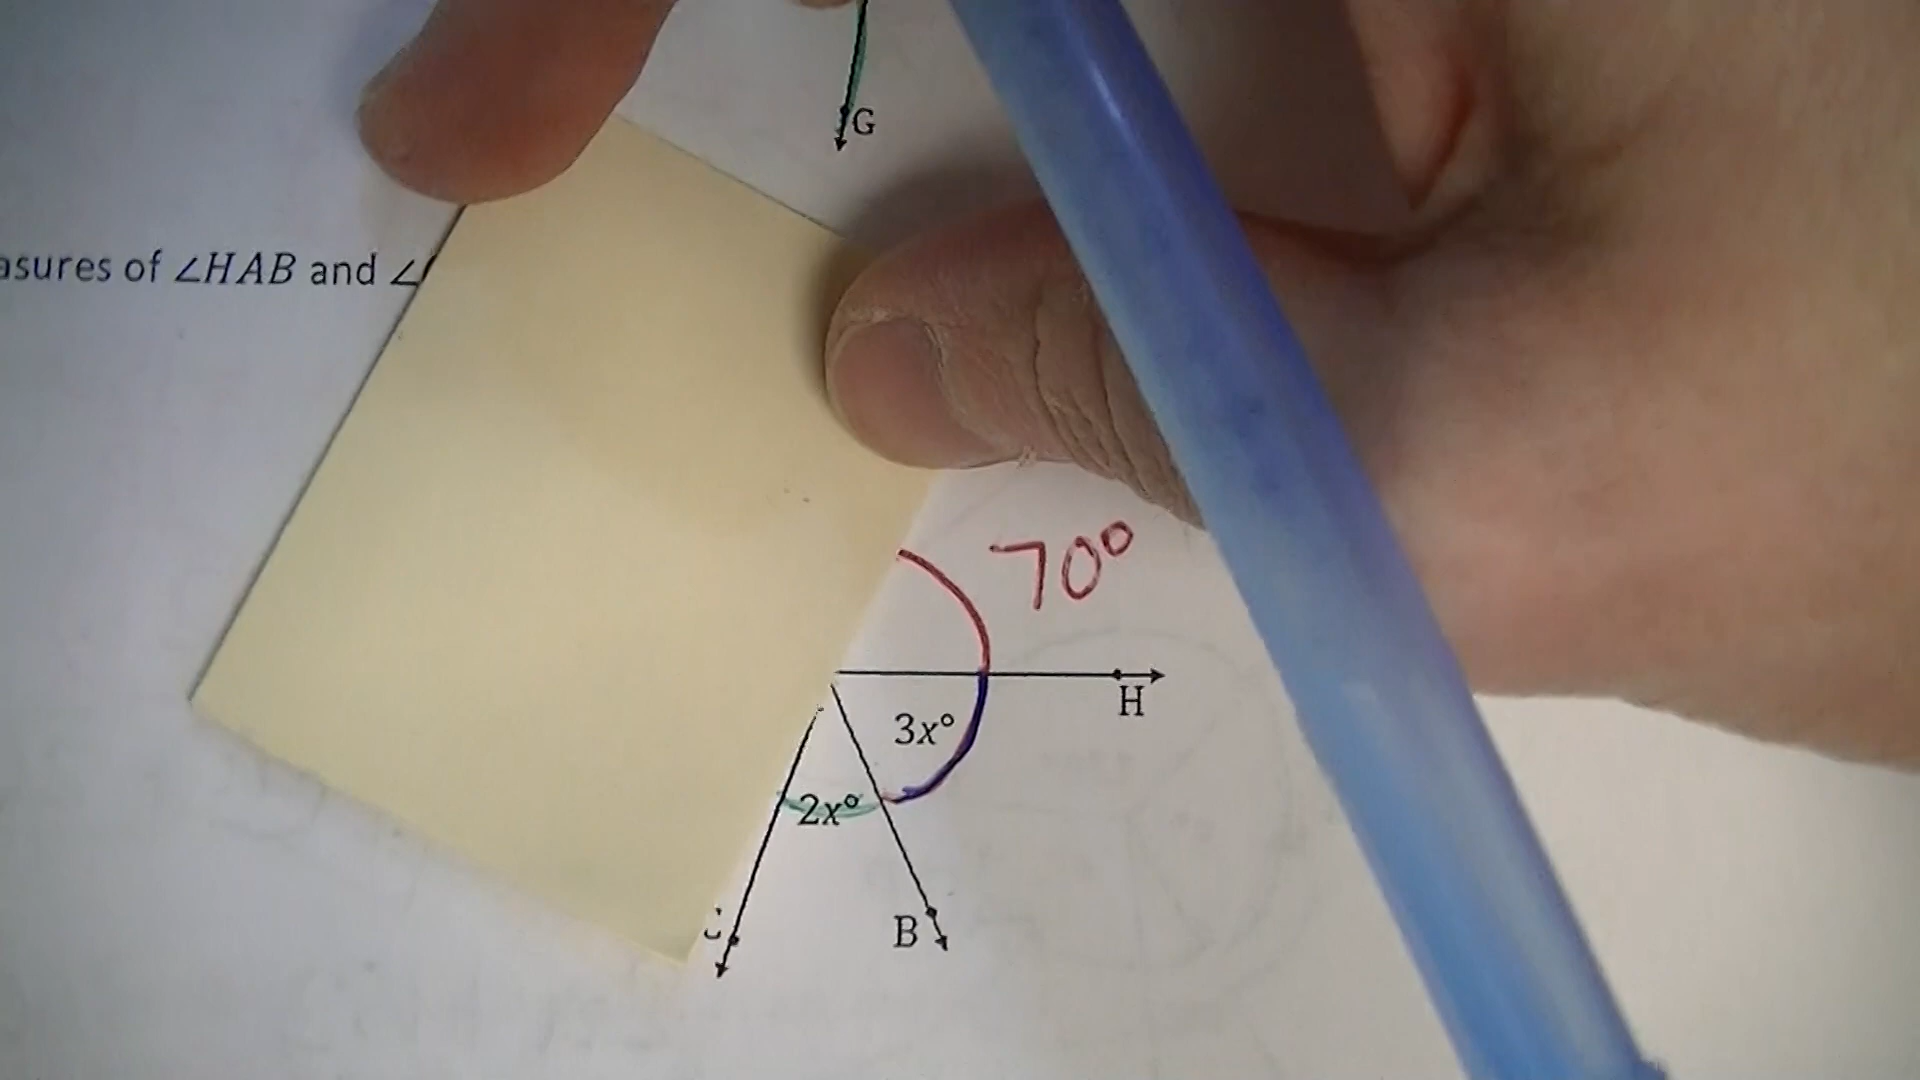 G
asures of ∠HAB and ∠
70°
H
3x°
2x°
B